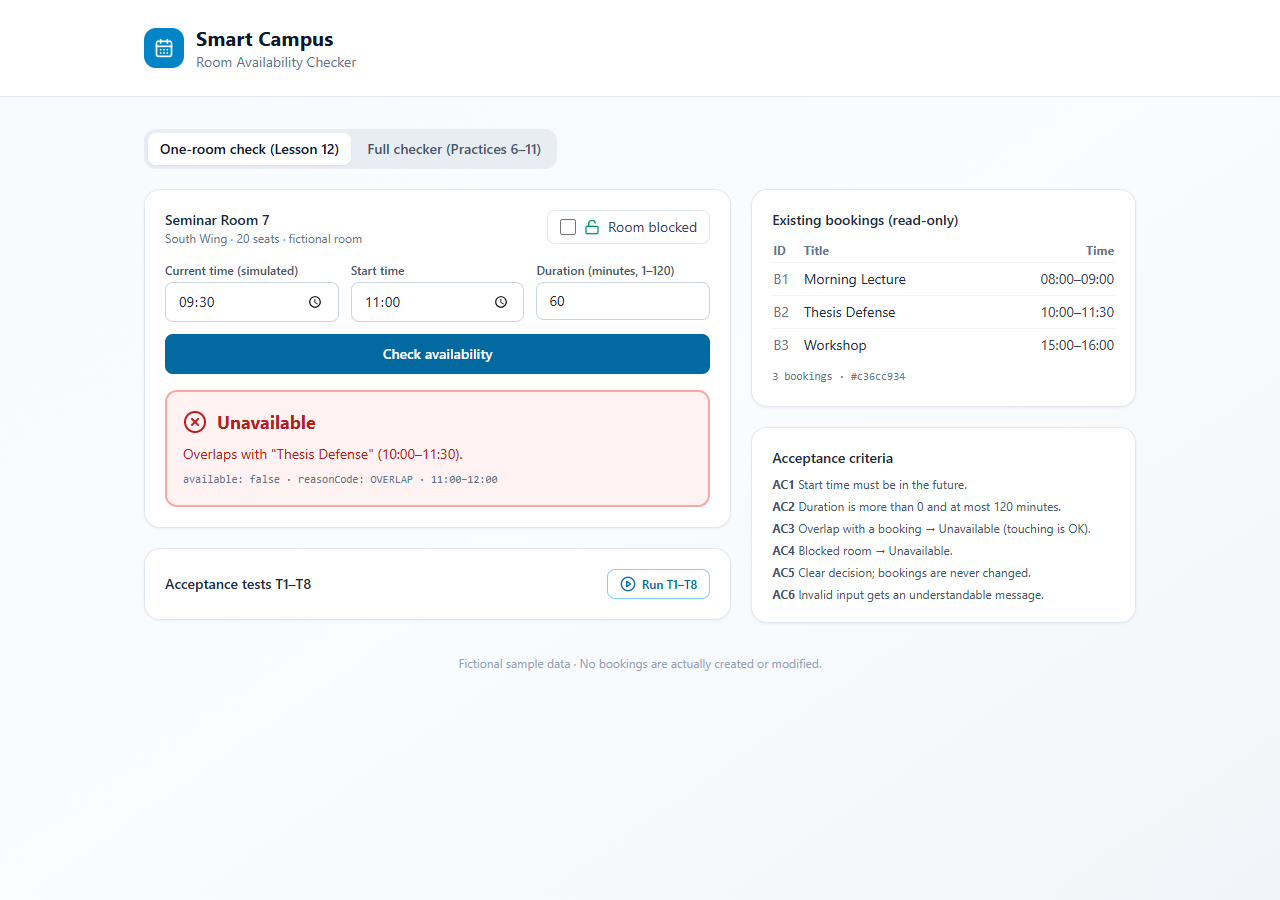 Smart Campus
Room Availability Checker
One-room check (Lesson 12)
Full checker (Practices 6–11)
Seminar Room 7
South Wing · 20 seats · fictional room
Room blocked
Current time (simulated)
Start time
Duration (minutes, 1–120)
09:30
11:00
60
Check availability
Unavailable
Overlaps with "Thesis Defense" (10:00–11:30).
available: false · reasonCode: OVERLAP · 11:00–12:00
Acceptance tests T1–T8
Run T1–T8
Existing bookings (read-only)
ID Title Time
B1 Morning Lecture 08:00–09:00
B2 Thesis Defense 10:00–11:30
B3 Workshop 15:00–16:00
3 bookings · #c36cc934
Acceptance criteria
AC1 Start time must be in the future.
AC2 Duration is more than 0 and at most 120 minutes.
AC3 Overlap with a booking → Unavailable (touching is OK).
AC4 Blocked room → Unavailable.
AC5 Clear decision; bookings are never changed.
AC6 Invalid input gets an understandable message.
Fictional sample data · No bookings are actually created or modified.